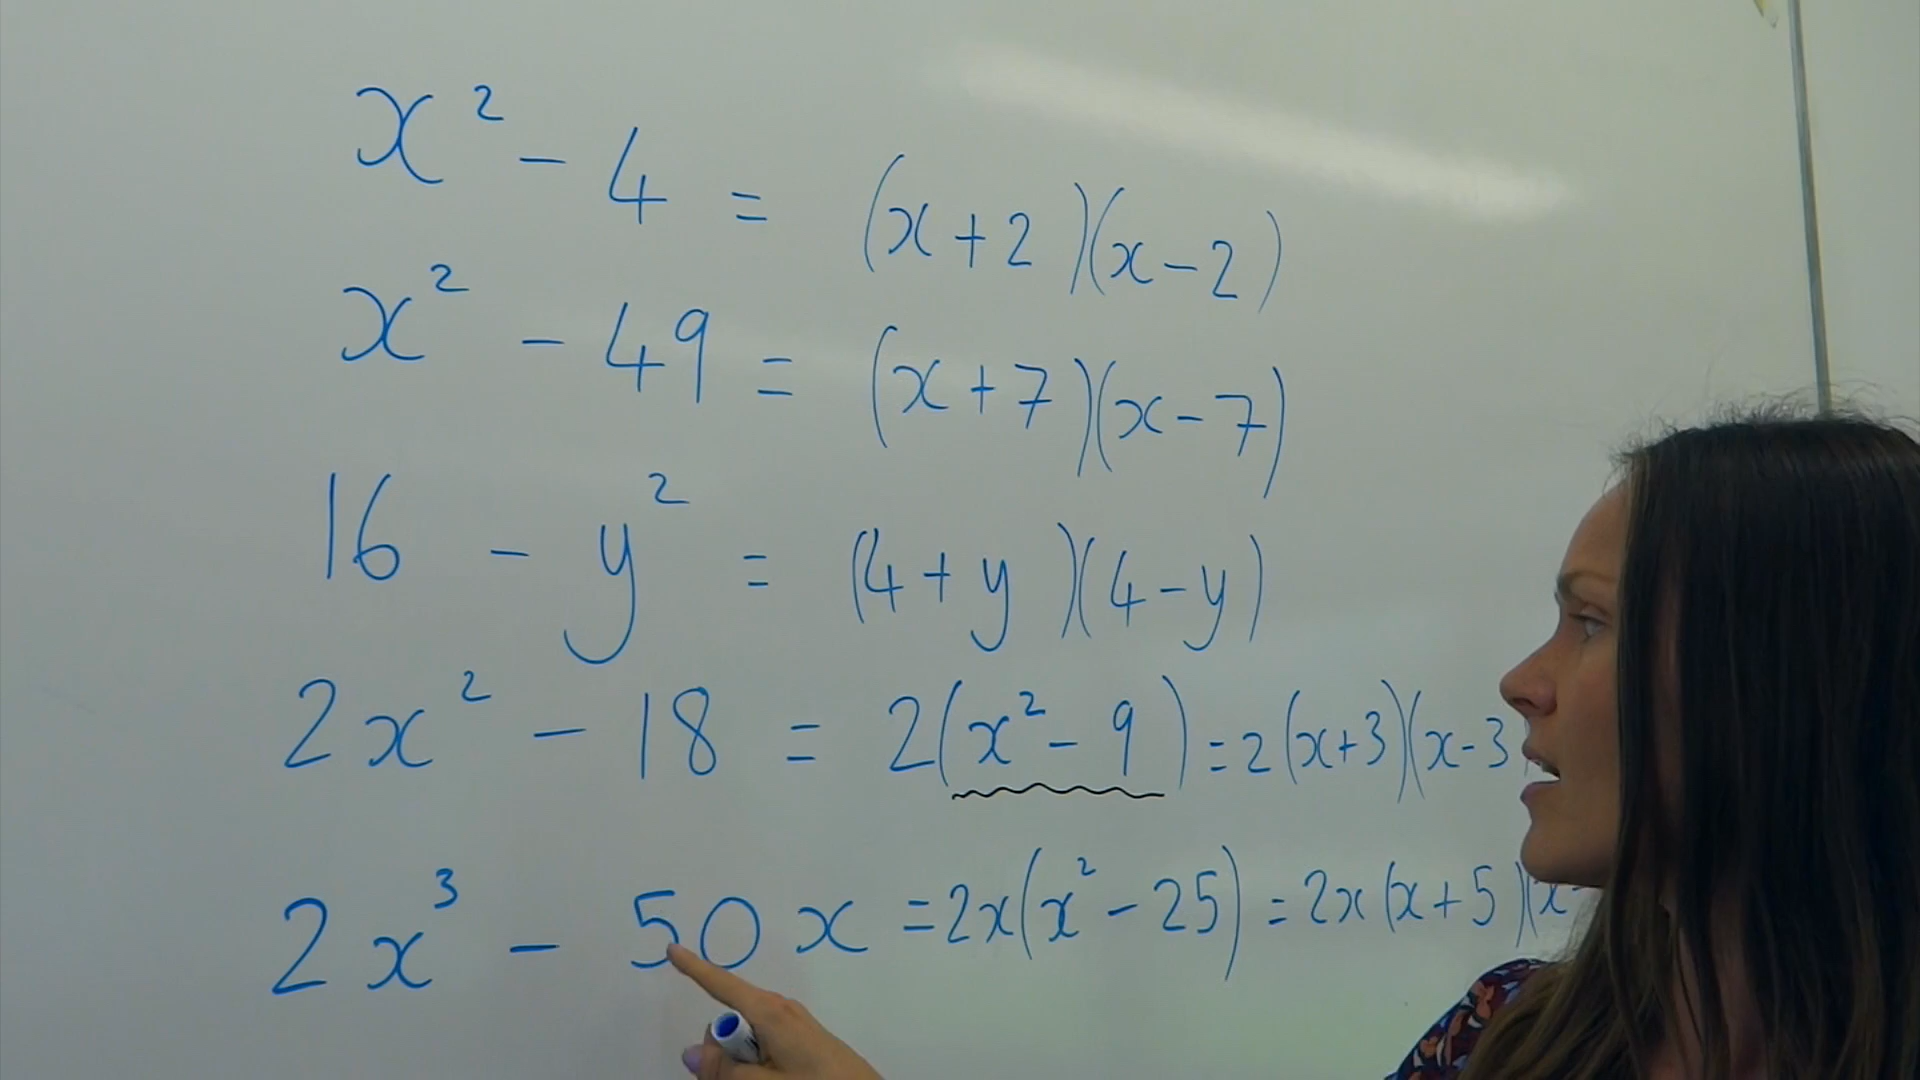 x² - 4 = (x+2)(x-2)
x² - 49 = (x+7)(x-7)
16 - y² = (4+y)(4-y)
2x² - 18 = 2(x² - 9) = 2(x+3)(x-3
2x³ - 50x = 2x(x² - 25) = 2x(x+5)(x-